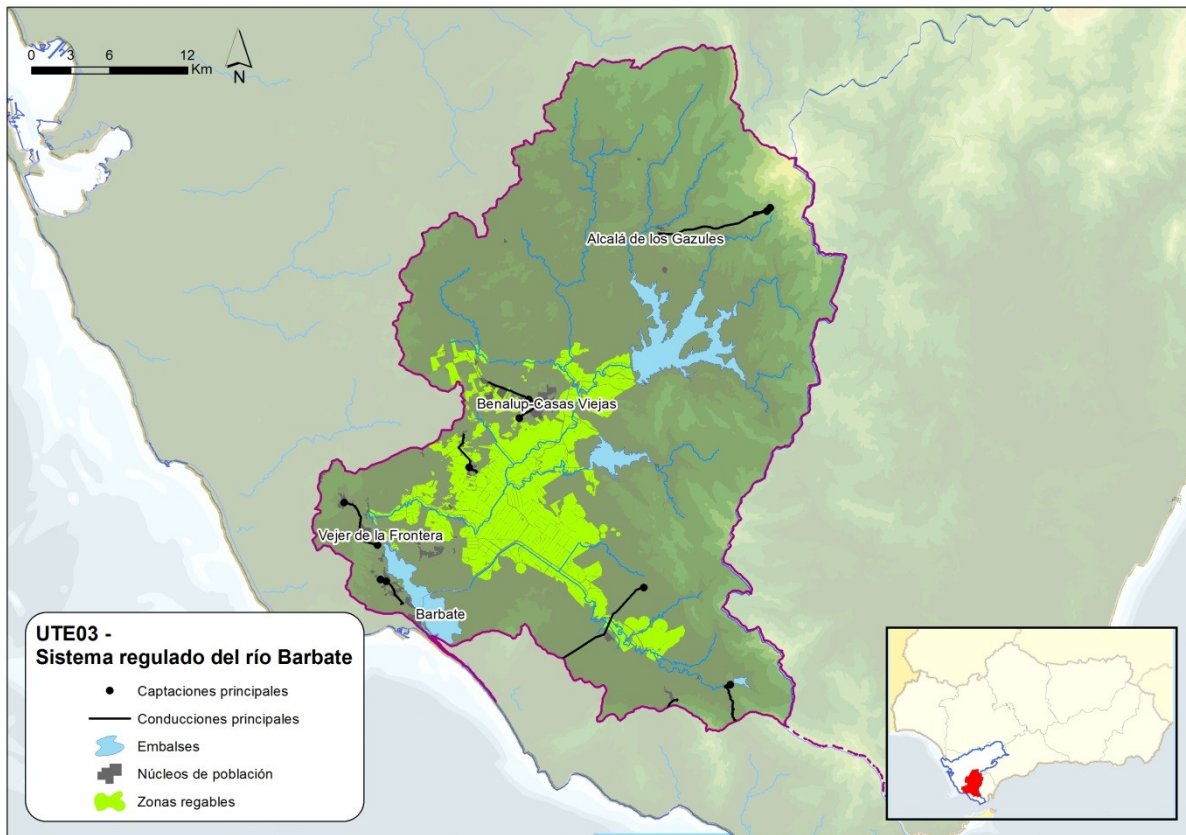 0 3 6 12
Km
N
Alcalá de los Gazules
Benalup-Casas Viejas
Vejer de la Frontera
Barbate
UTE03 -
Sistema regulado del río Barbate
Captaciones principales
Conducciones principales
Embalses
Núcleos de población
Zonas regables